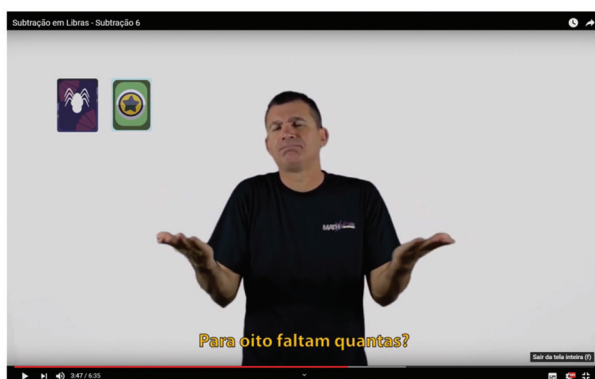 Subtração em Libras - Subtração 6
Para oito faltam quantas?
Sair da tela inteira (f)
3:47 / 6:35